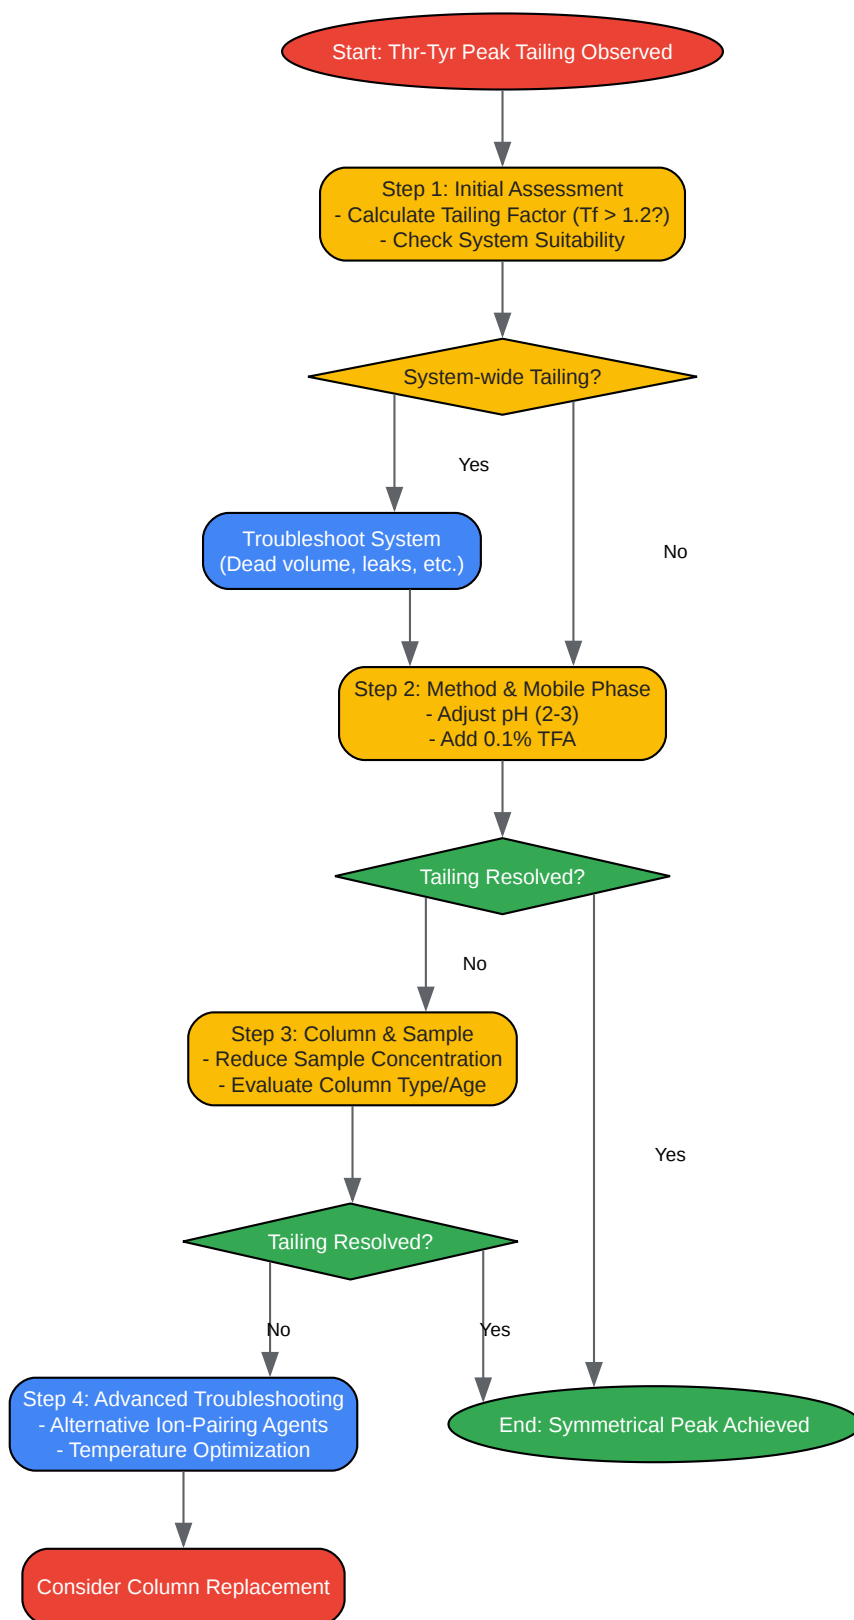 Start: Thr-Tyr Peak Tailing Observed
Step 1: Initial Assessment
- Calculate Tailing Factor (Tf > 1.2?)
- Check System Suitability
System-wide Tailing?
Yes
Troubleshoot System
(Dead volume, leaks, etc.)
No
Step 2: Method & Mobile Phase
- Adjust pH (2-3)
- Add 0.1% TFA
Tailing Resolved?
No
Step 3: Column & Sample
- Reduce Sample Concentration
- Evaluate Column Type/Age
Yes
Tailing Resolved?
No
Yes
Step 4: Advanced Troubleshooting
- Alternative Ion-Pairing Agents
- Temperature Optimization
End: Symmetrical Peak Achieved
Consider Column Replacement